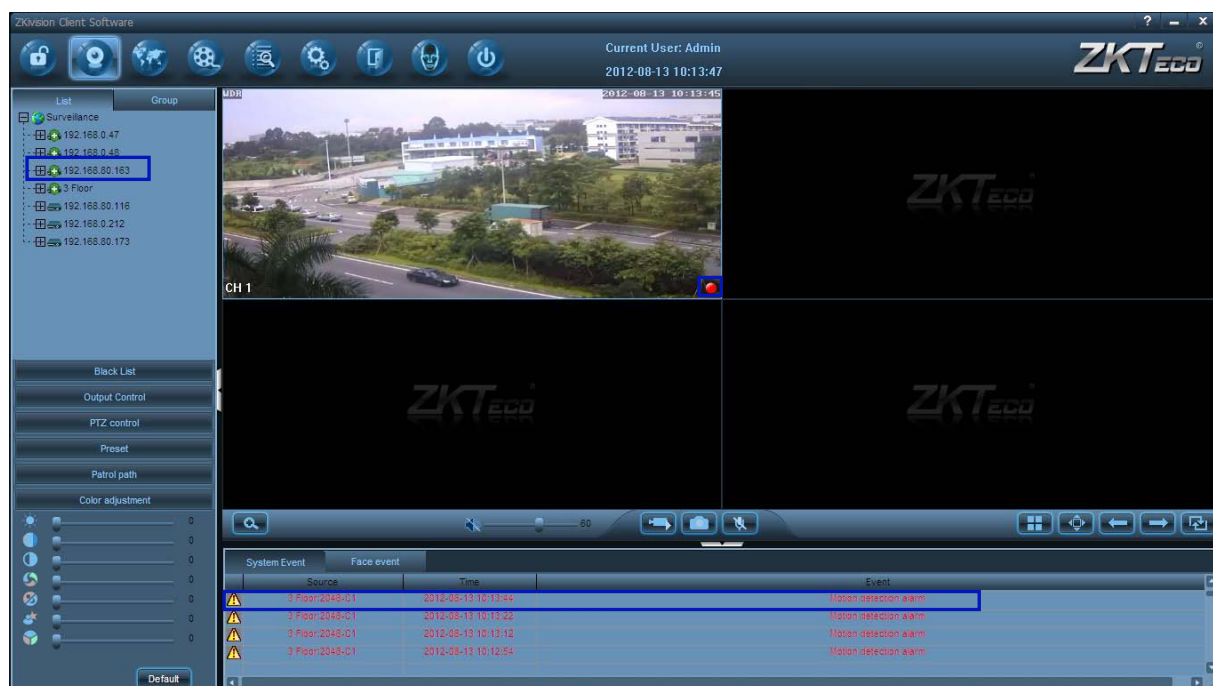 ZKIvision Client Software
? – x
Current User: Admin
2012-08-13 10:13:47
ZKTeco
List Group
Surveillance
192.168.0.47
192.168.0.48
192.168.80.163
3 Floor
192.168.80.116
192.168.0.212
192.168.80.173
WDR 2012-08-13 10:13:45
CH 1
ZKTeco
ZKTeco
ZKTeco
Black List
Output Control
PTZ control
Preset
Patrol path
Color adjustment
0
0
0
0
0
0
0
Default
60
System Event Face event
Source Time Event
3 Floor:2048-C1 2012-08-13 10:13:44 Motion detection alarm
3 Floor:2048-C1 2012-08-13 10:13:22 Motion detection alarm
3 Floor:2048-C1 2012-08-13 10:13:12 Motion detection alarm
3 Floor:2048-C1 2012-08-13 10:12:54 Motion detection alarm